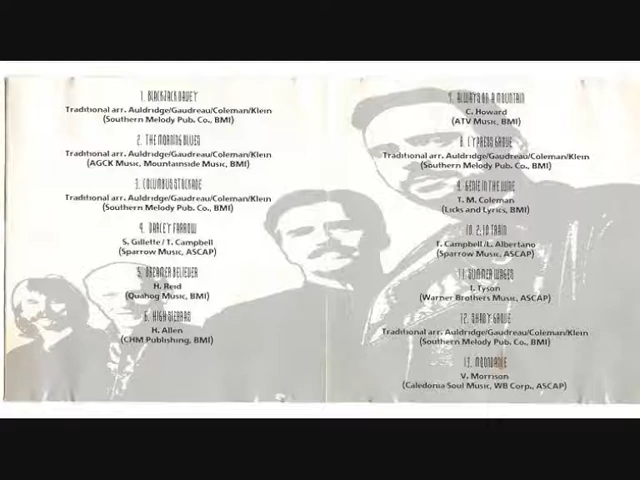 1. BLACKJACK DAVEY
Traditional arr. Auldridge/Gaudreau/Coleman/Klein
(Southern Melody Pub. Co., BMI)
2. THE MORNING BLUES
Traditional arr. Auldridge/Gaudreau/Coleman/Klein
(AGCK Music, Mountainside Music, BMI)
3. COLUMBUS STOCKADE
Traditional arr. Auldridge/Gaudreau/Coleman/Klein
(Southern Melody Pub. Co., BMI)
4. DARCEY FARROW
S. Gillette / T. Campbell
(Sparrow Music, ASCAP)
5. DREAMER BELIEVER
H. Reid
(Quahog Music, BMI)
6. HIGH SIERRAS
H. Allen
(CHM Publishing, BMI)
7. ALWAYS ON A MOUNTAIN
C. Howard
(ATV Music, BMI)
8. CYPRESS GROVE
Traditional arr. Auldridge/Gaudreau/Coleman/Klein
(Southern Melody Pub. Co., BMI)
9. GENIE IN THE WINE
T. M. Coleman
(Licks and Lyrics, BMI)
10. 2:10 TRAIN
T. Campbell/L. Albertano
(Sparrow Music, ASCAP)
11. SUMMER WAGES
I. Tyson
(Warner Brothers Music, ASCAP)
12. SHADY GROVE
Traditional arr. Auldridge/Gaudreau/Coleman/Klein
(Southern Melody Pub. Co., BMI)
13. MOONDANCE
V. Morrison
(Caledonia Soul Music, WB Corp., ASCAP)